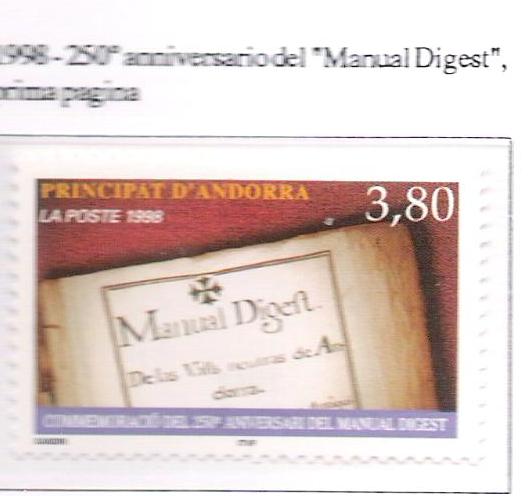 1998 - 250° anniversario del "Manual Digest",
prima pagina
PRINCIPAT D'ANDORRA
LA POSTE 1998
3,80
Manual Digest.
De las Valls neutras de An
dorra.
COMMEMORACIÓ DEL 250è ANIVERSARI DEL MANUAL DIGEST